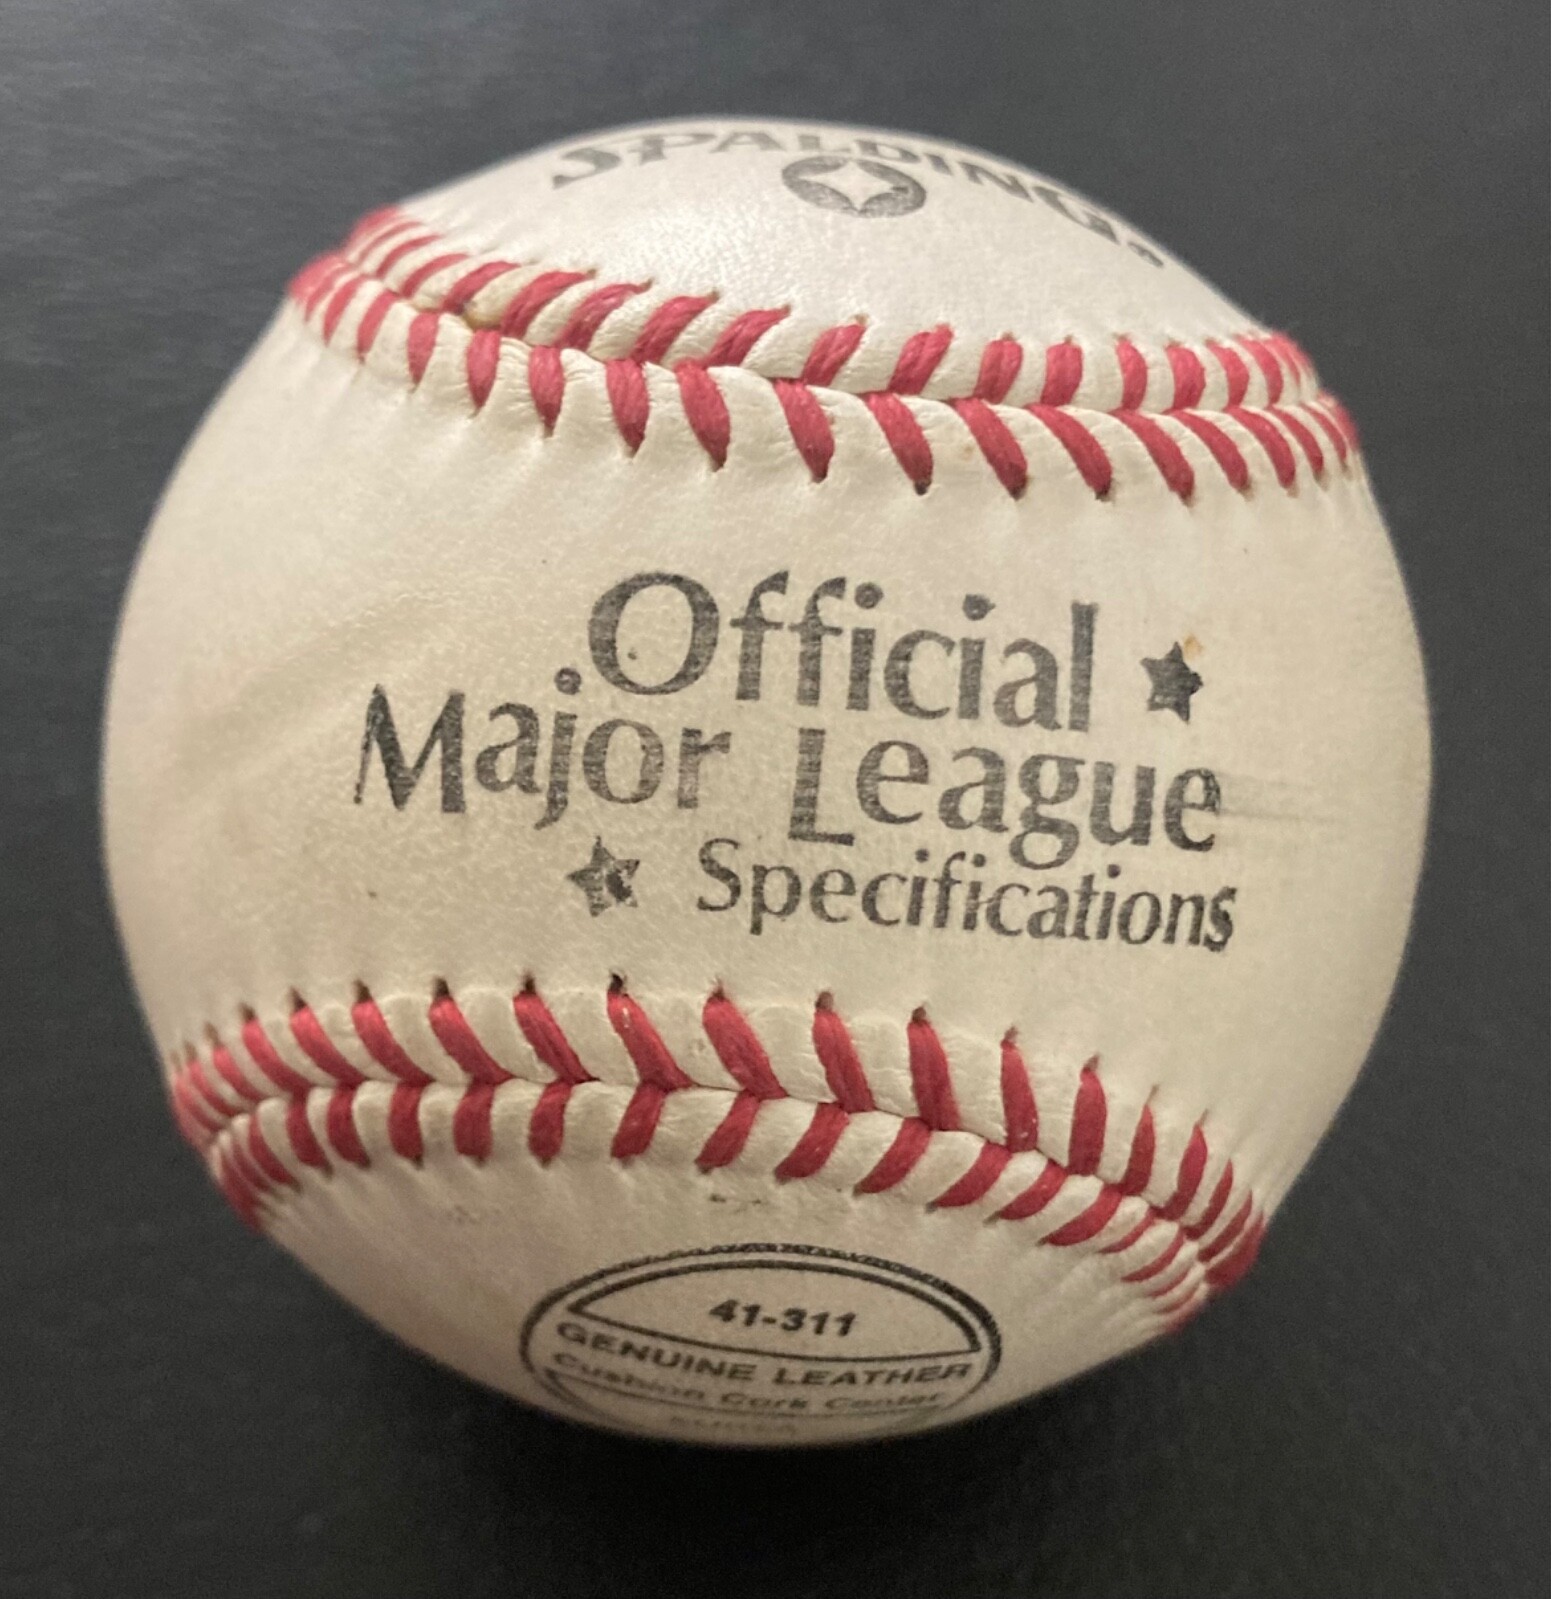 SPALDING
Official
Major League
Specifications
41-311
GENUINE LEATHER
Cushion Cork Center